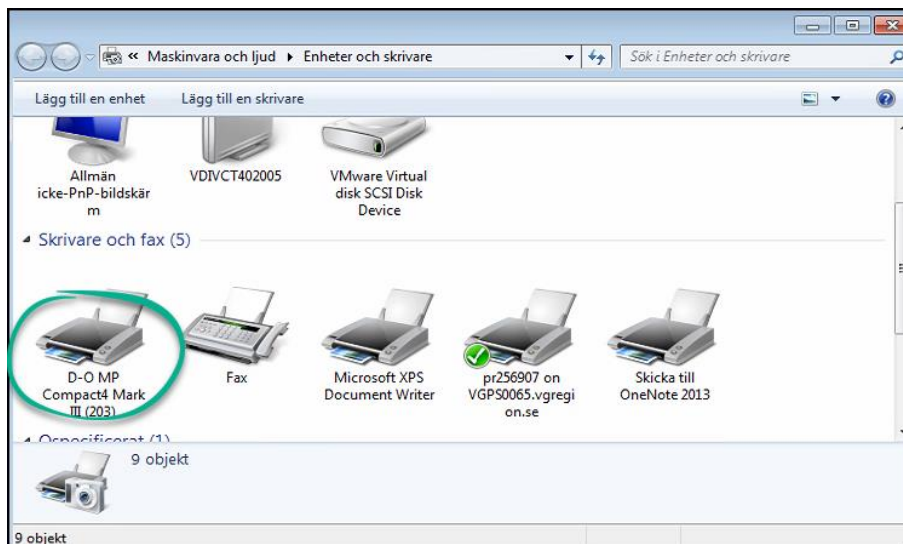 Maskinvara och ljud
Enheter och skrivare
Sök i Enheter och skrivare
Lägg till en enhet
Lägg till en skrivare
Allmän
icke-PnP-bildskär
m
VDIVCT402005
VMware Virtual
disk SCSI Disk
Device
Skrivare och fax (5)
D-O MP
Compact4 Mark
III (203)
Fax
Microsoft XPS
Document Writer
pr256907 on
VGPS0065.vgregi
on.se
Skicka till
OneNote 2013
Ospecificerat (1)
9 objekt
9 objekt